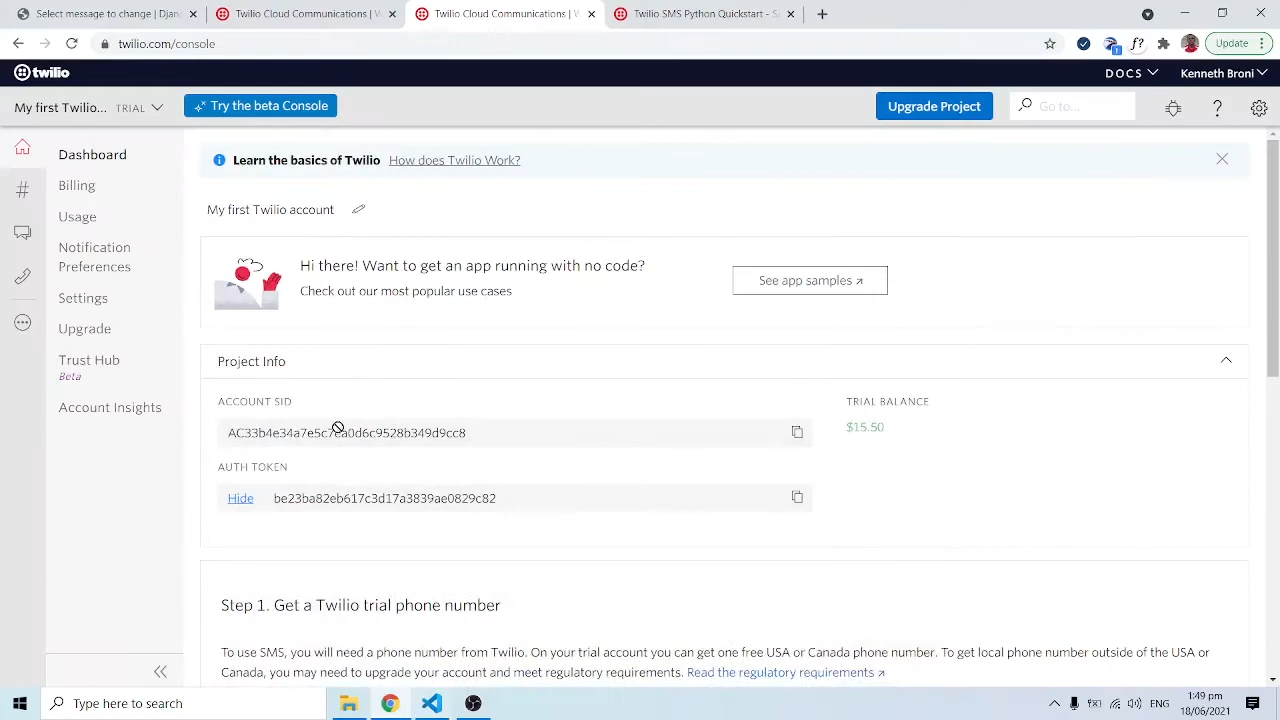 Select message to change | Djan
Twilio Cloud Communications | V
Twilio Cloud Communications | W
Twilio SMS Python Quickstart - S
twilio.com/console
Update
twilio
DOCS
Kenneth Broni
My first Twilio... TRIAL
Try the beta Console
Upgrade Project
Go to...
Dashboard
Billing
Usage
Notification
Preferences
Settings
Upgrade
Trust Hub
Beta
Account Insights
Learn the basics of Twilio How does Twilio Work?
My first Twilio account
Hi there! Want to get an app running with no code?
Check out our most popular use cases
See app samples
Project Info
ACCOUNT SID
AC33b4e34a7e5c7ea0d6c9528b349d9cc8
TRIAL BALANCE
$15.50
AUTH TOKEN
Hide be23ba82eb617c3d17a3839ae0829c82
Step 1. Get a Twilio trial phone number
To use SMS, you will need a phone number from Twilio. On your trial account you can get one free USA or Canada phone number. To get local phone number outside of the USA or
Canada, you may need to upgrade your account and meet regulatory requirements. Read the regulatory requirements
Type here to search
ENG
1:49 pm
18/06/2021